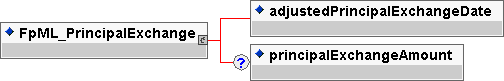 FpML_PrincipalExchange
adjustedPrincipalExchangeDate
?
principalExchangeAmount